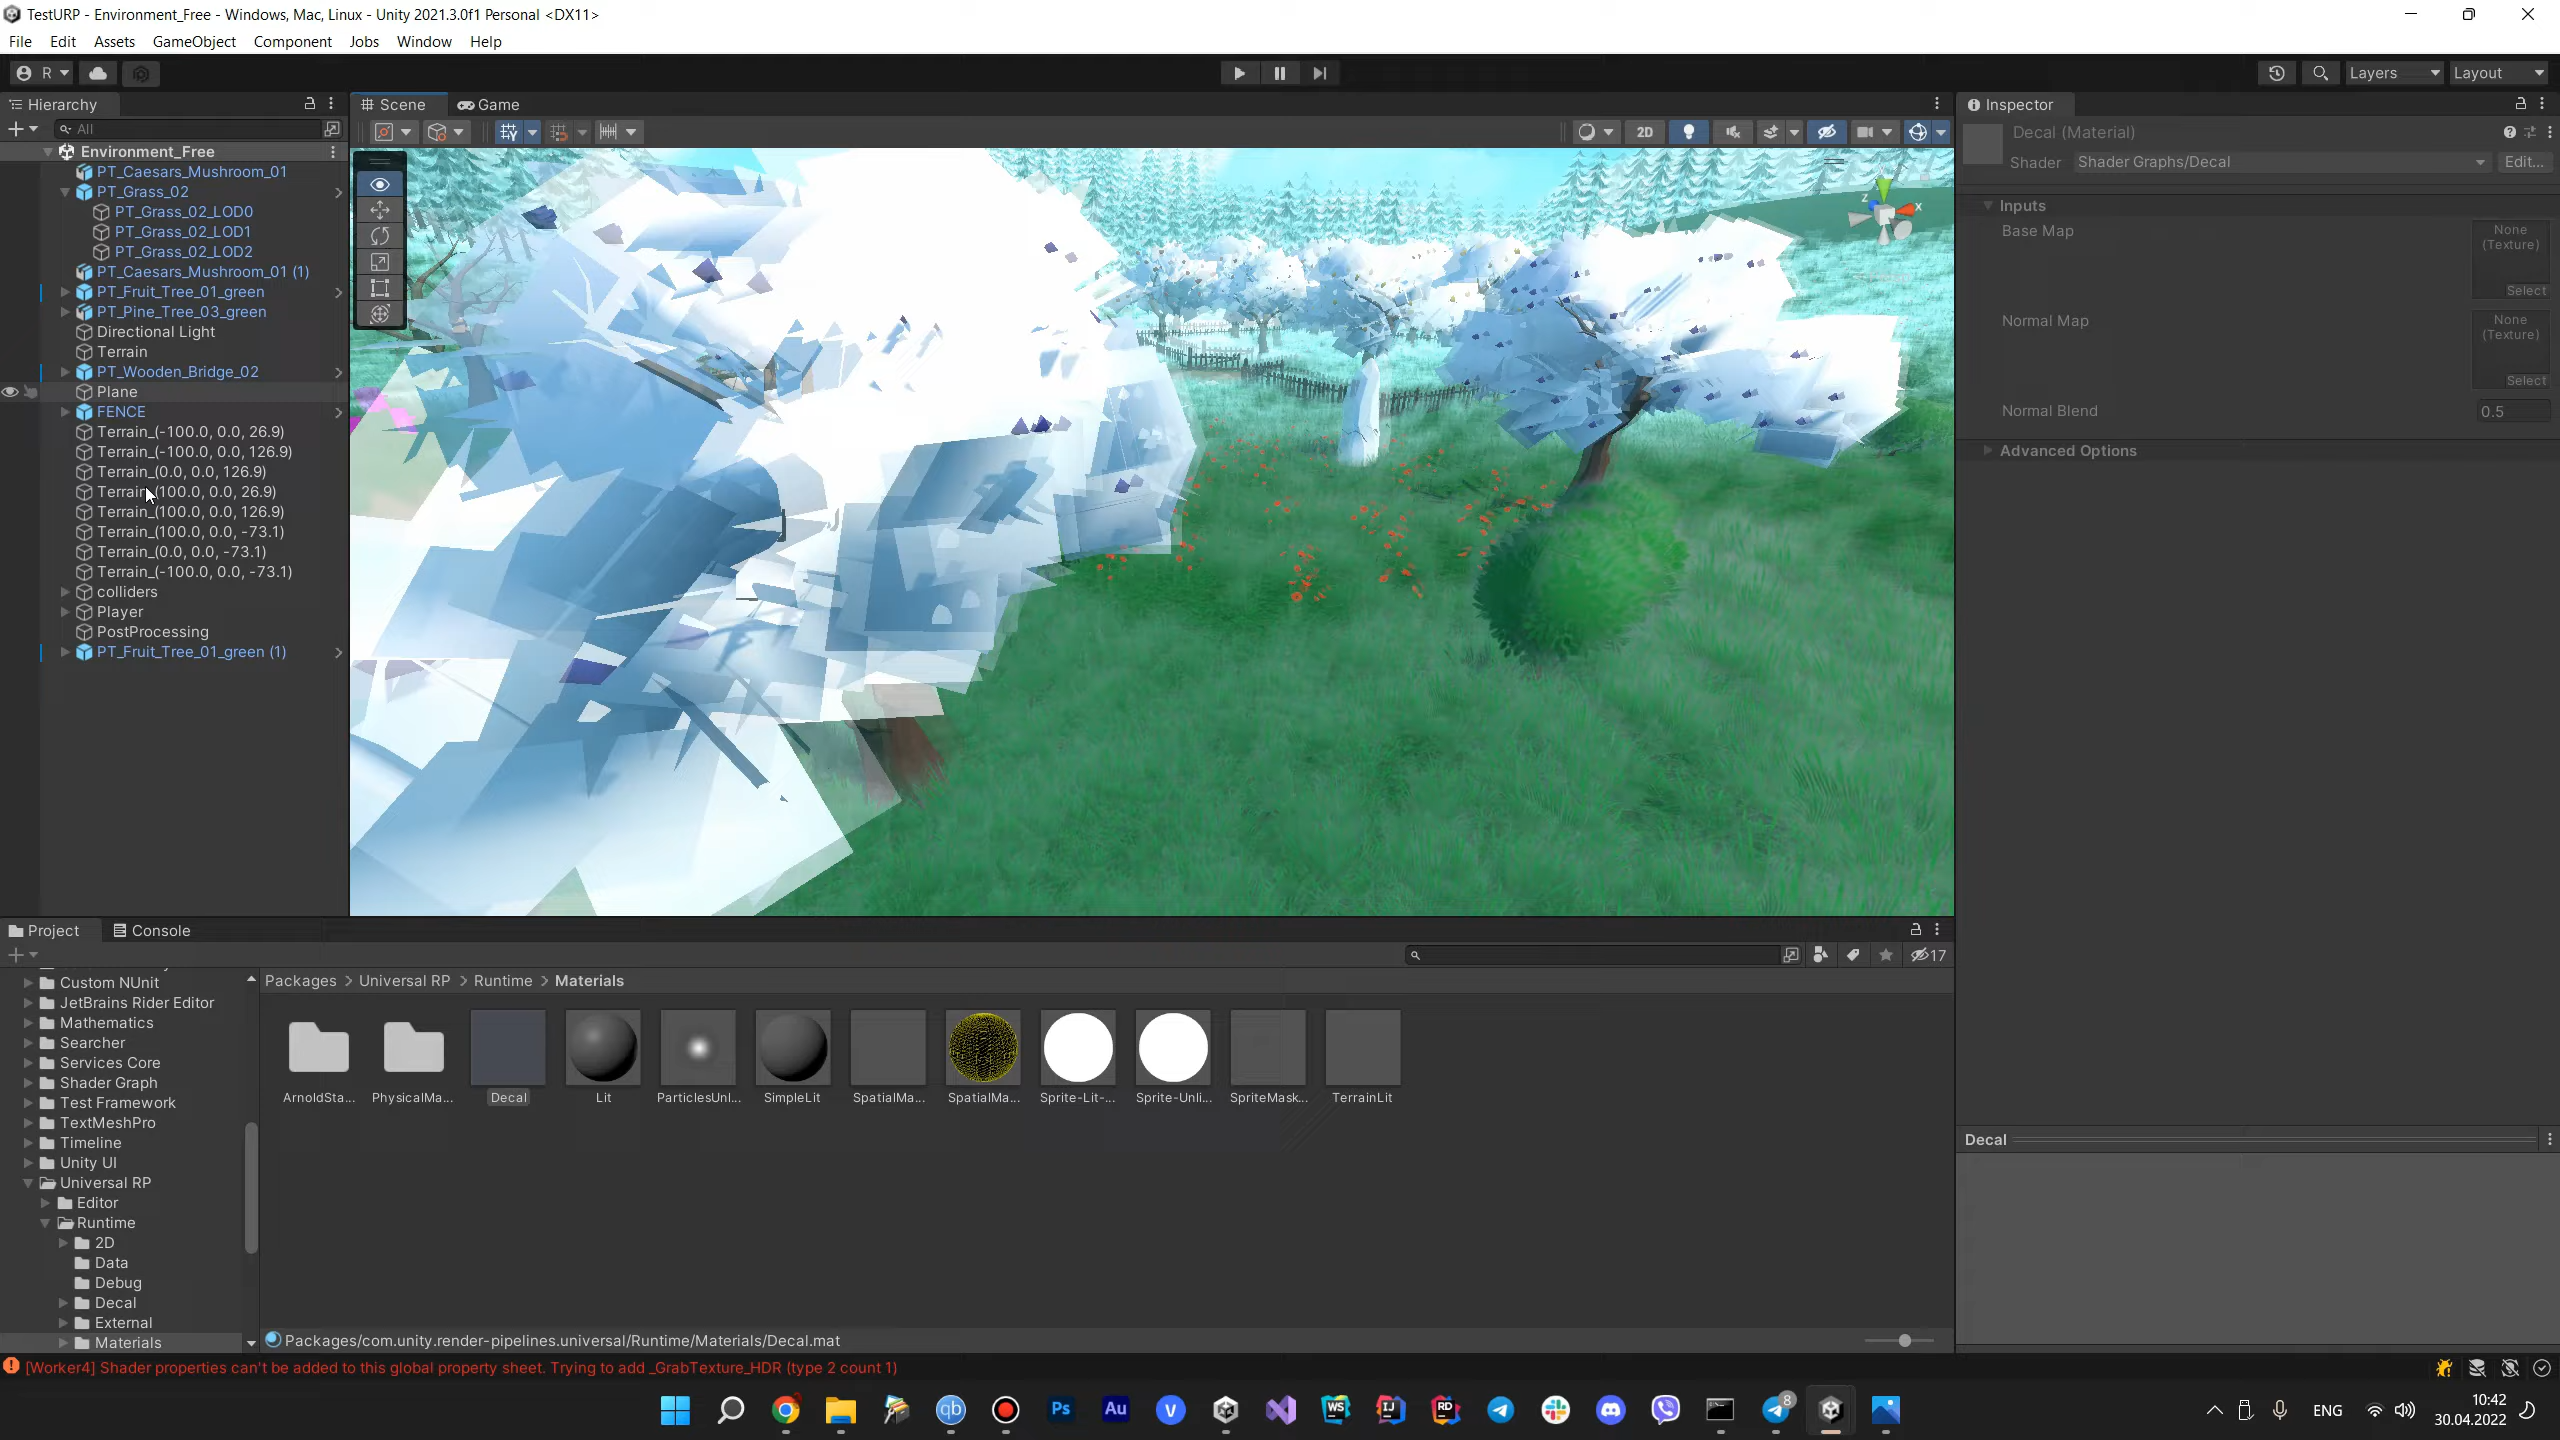 TestURP - Environment_Free - Windows, Mac, Linux - Unity 2021.3.0f1 Personal <DX11>
File Edit Assets GameObject Component Jobs Window Help
R
Layers
Layout
Hierarchy
Scene
Game
Inspector
All
2D
Decal (Material)
Shader
Shader Graphs/Decal
Edit...
Environment_Free
PT_Caesars_Mushroom_01
PT_Grass_02
PT_Grass_02_LOD0
PT_Grass_02_LOD1
PT_Grass_02_LOD2
PT_Caesars_Mushroom_01 (1)
PT_Fruit_Tree_01_green
PT_Pine_Tree_03_green
Directional Light
Terrain
PT_Wooden_Bridge_02
Plane
FENCE
Terrain_(-100.0, 0.0, 26.9)
Terrain_(-100.0, 0.0, 126.9)
Terrain_(0.0, 0.0, 126.9)
Terrain_(100.0, 0.0, 26.9)
Terrain_(100.0, 0.0, 126.9)
Terrain_(100.0, 0.0, -73.1)
Terrain_(0.0, 0.0, -73.1)
Terrain_(-100.0, 0.0, -73.1)
colliders
Player
PostProcessing
PT_Fruit_Tree_01_green (1)
z
x
Inputs
Base Map
None
(Texture)
Select
Normal Map
None
(Texture)
Select
Normal Blend
0.5
Advanced Options
Project
Console
17
Custom NUnit
JetBrains Rider Editor
Mathematics
Searcher
Services Core
Shader Graph
Test Framework
TextMeshPro
Timeline
Unity UI
Universal RP
Editor
Runtime
2D
Data
Debug
Decal
External
Materials
Packages > Universal RP > Runtime > Materials
ArnoldSta...
PhysicalMa...
Decal
Lit
ParticlesUnl...
SimpleLit
SpatialMa...
SpatialMa...
Sprite-Lit-...
Sprite-Unli...
SpriteMask...
TerrainLit
Decal
Packages/com.unity.render-pipelines.universal/Runtime/Materials/Decal.mat
[Worker4] Shader properties can't be added to this global property sheet. Trying to add _GrabTexture_HDR (type 2 count 1)
qb
Ps
Au
V
WS
IJ
RD
8
ENG
10:42
30.04.2022